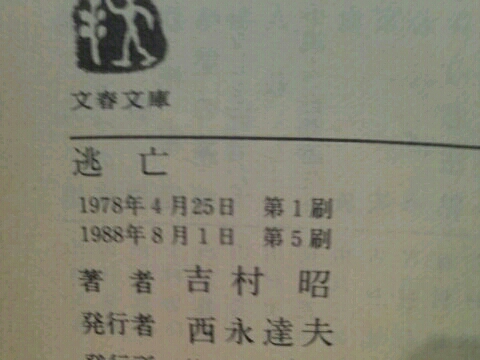 文春文庫
逃亡
1978年4月25日 第1刷
1988年8月1日 第5刷
著者 吉村昭
発行者 西永達夫